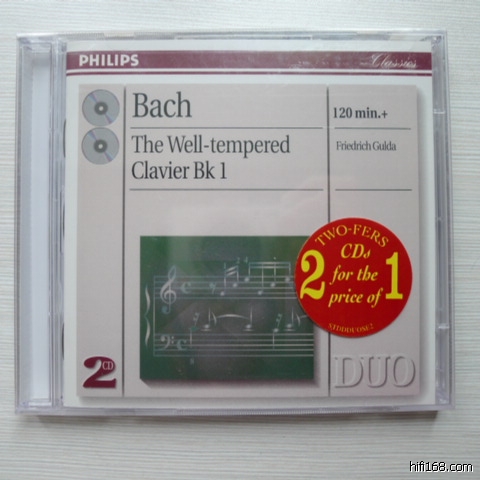 PHILIPS
Classics
Bach
120 min.+
The Well-tempered
Clavier Bk 1
Friedrich Gulda
TWO-FERS
2 CDs for the price of 1
2CD
DUO
hifi168.com